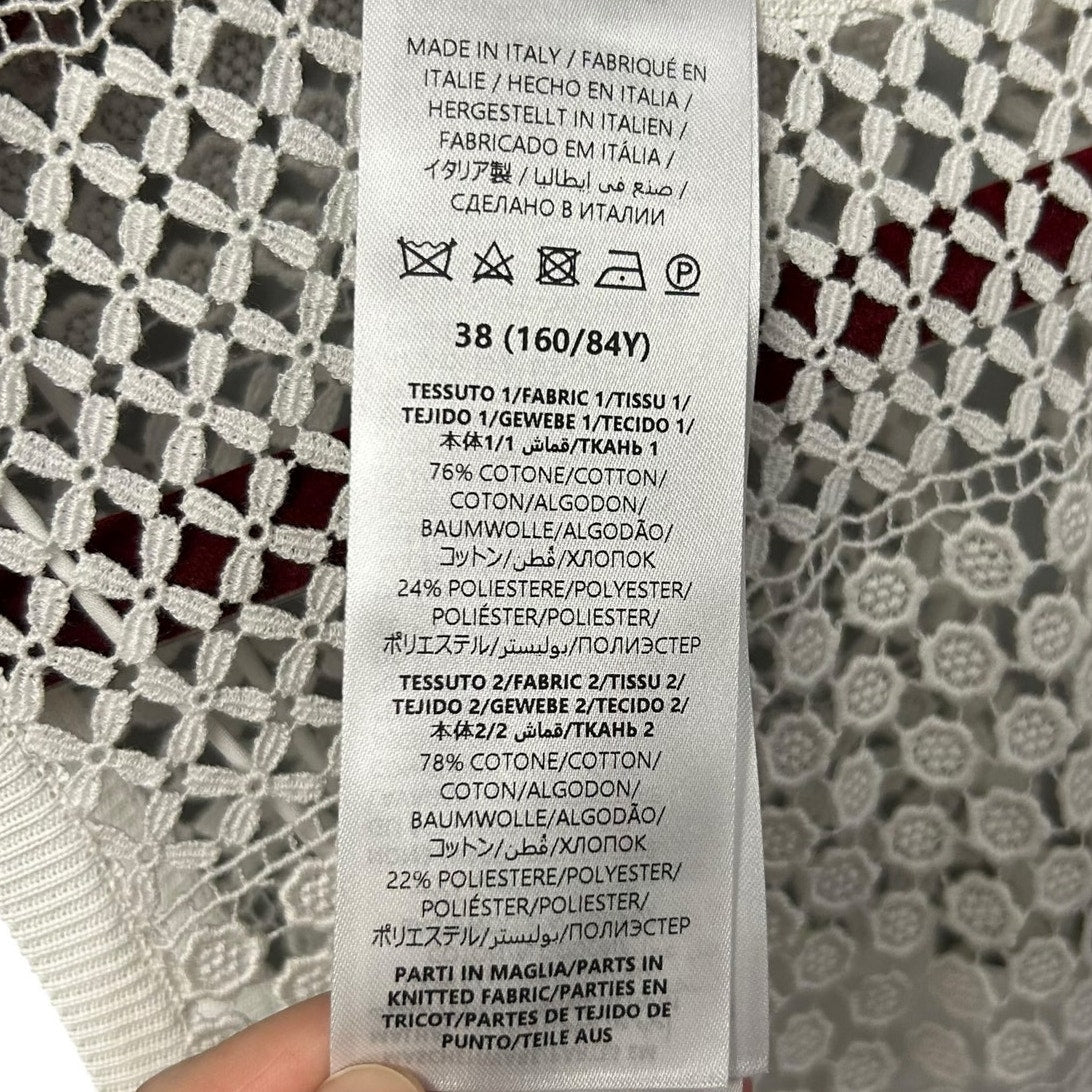 MADE IN ITALY / FABRIQUÉ EN
ITALIE / HECHO EN ITALIA /
HERGESTELLT IN ITALIEN /
FABRICADO EM ITÁLIA /
イタリア製 / صنع في ايطاليا /
СДЕЛАНО В ИТАЛИИ
P
38 (160/84Y)
TESSUTO 1/FABRIC 1/TISSU 1/
TEJIDO 1/GEWEBE 1/TECIDO 1/
本体1/1 قماش/ТКАНЬ 1
76% COTONE/COTTON/
COTON/ALGODON/
BAUMWOLLE/ALGODÃO/
コットン/قُطن/ХЛОПОК
24% POLIESTERE/POLYESTER/
POLIÉSTER/POLIESTER/
ポリエステル/بوليستر/ПОЛИЭСТЕР
TESSUTO 2/FABRIC 2/TISSU 2/
TEJIDO 2/GEWEBE 2/TECIDO 2/
本体2/2 قماش/ТКАНЬ 2
78% COTONE/COTTON/
COTON/ALGODON/
BAUMWOLLE/ALGODÃO/
コットン/قُطن/ХЛОПОК
22% POLIESTERE/POLYESTER/
POLIÉSTER/POLIESTER/
ポリエステル/بوليستر/ПОЛИЭСТЕР
PARTI IN MAGLIA/PARTS IN
KNITTED FABRIC/PARTIES EN
TRICOT/PARTES DE TEJIDO DE
PUNTO/TEILE AUS